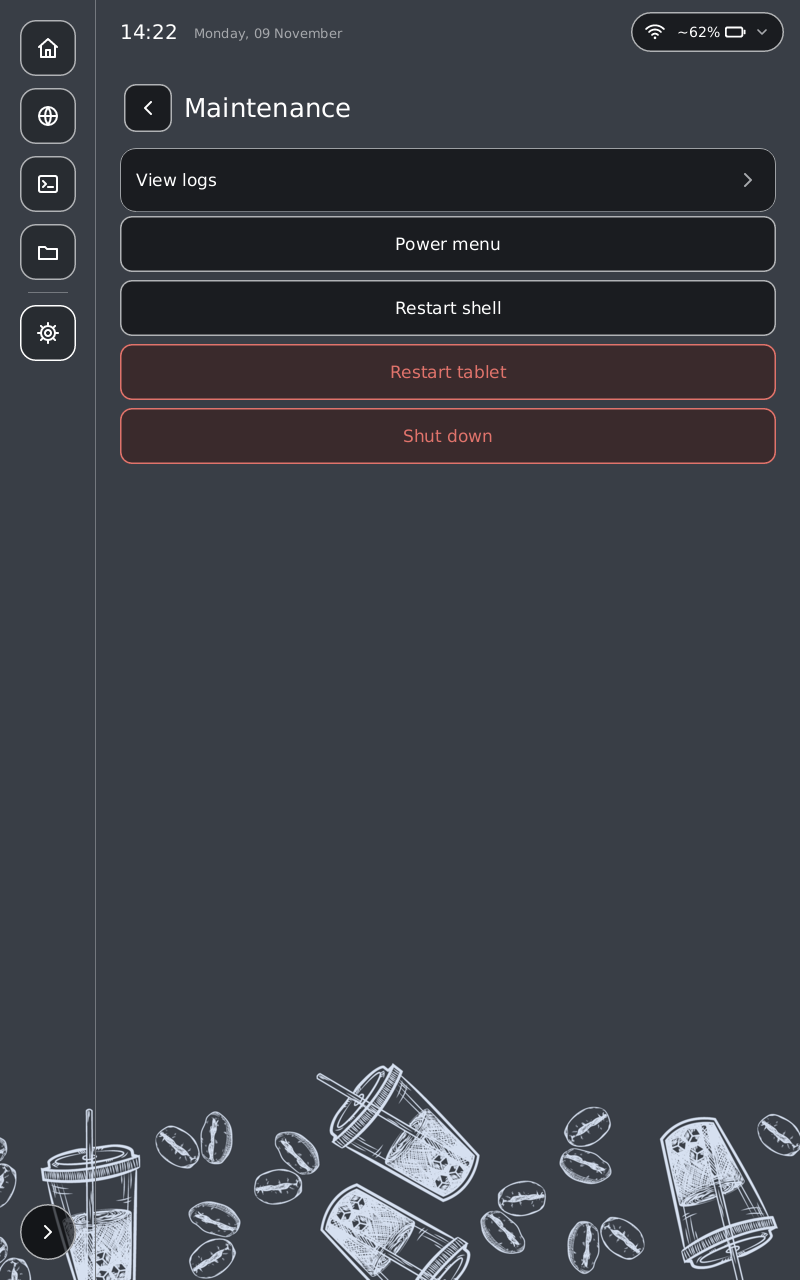 14:22 Monday, 09 November ~62%
Maintenance
View logs
Power menu
Restart shell
Restart tablet
Shut down